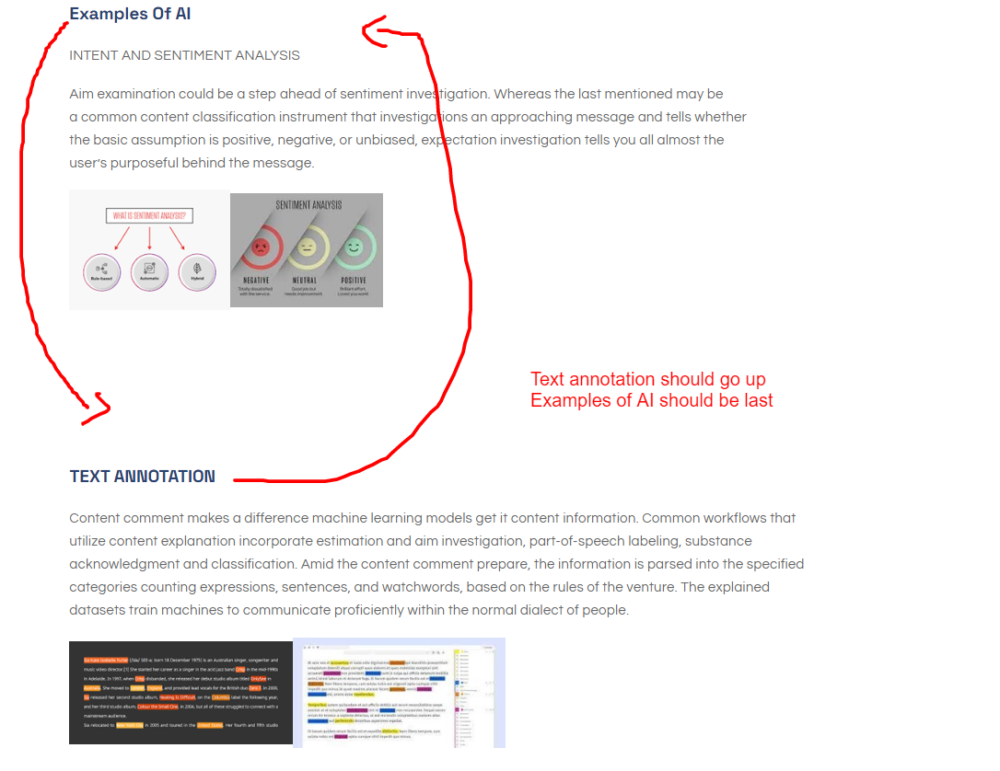 Examples Of AI
INTENT AND SENTIMENT ANALYSIS
Aim examination could be a step ahead of sentiment investigation. Whereas the last mentioned may be
a common content classification instrument that investigations an approaching message and tells whether
the basic assumption is positive, negative, or unbiased, expectation investigation tells you all almost the
user's purposeful behind the message.
WHAT IS SENTIMENT ANALYSIS?
Rule-based
Automatic
Hybrid
SENTIMENT ANALYSIS
NEGATIVE
Totally dissatisfied
with the service.
NEUTRAL
Good job but
needs improvement.
POSITIVE
Brilliant effort.
Loved you work!
Text annotation should go up
Examples of AI should be last
TEXT ANNOTATION
Content comment makes a difference machine learning models get it content information. Common workflows that
utilize content explanation incorporate estimation and aim investigation, part-of-speech labeling, substance
acknowledgment and classification. Amid the content comment prepare, the information is parsed into the specified
categories counting expressions, sentences, and watchwords, based on the rules of the venture. The explained
datasets train machines to communicate proficiently within the normal dialect of people.
born 18 December 1975) is an Australian singer, songwriter and
music video director.[1] She started her career as a singer in the acid jazz band Crisp in the mid-1990s
in Adelaide. In 1997, when Crisp disbanded, she released her debut studio album titled OnlySee in
Australia. She moved to London, England, and provided lead vocals for the British duo Zero 7. In 2000,
Sia released her second studio album, Healing Is Difficult, on the Columbia label the following year,
and her third studio album, Colour the Small One, in 2004, but all of these struggled to connect with a
mainstream audience.
Sia relocated to New York City in 2005 and toured in the United States. Her fourth and fifth studio